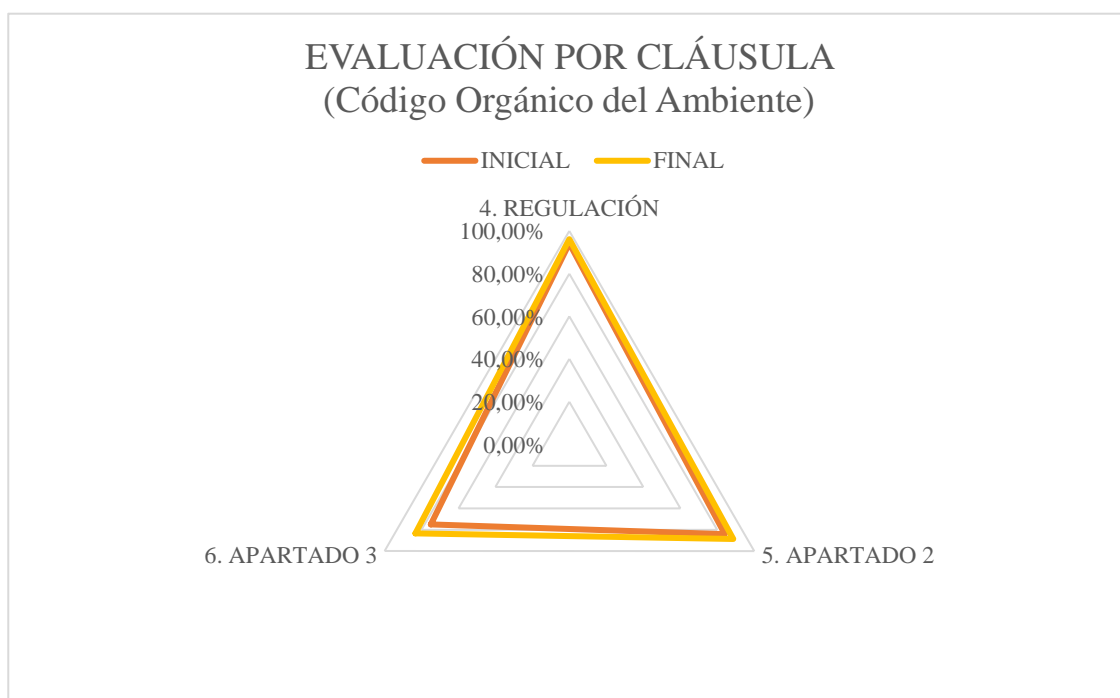 EVALUACIÓN POR CLÁUSULA
(Código Orgánico del Ambiente)
INICIAL FINAL
4. REGULACIÓN
100,00%
80,00%
60,00%
40,00%
20,00%
0,00%
6. APARTADO 3
5. APARTADO 2